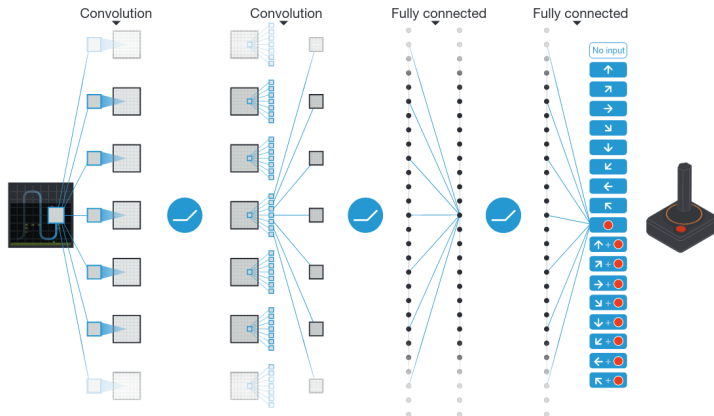 Convolution
Convolution
Fully connected
Fully connected
No input
+
+
+
+
+
+
+
+